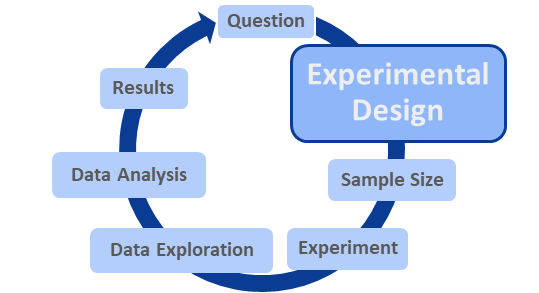 Question
Experimental
Design
Sample Size
Experiment
Data Exploration
Data Analysis
Results